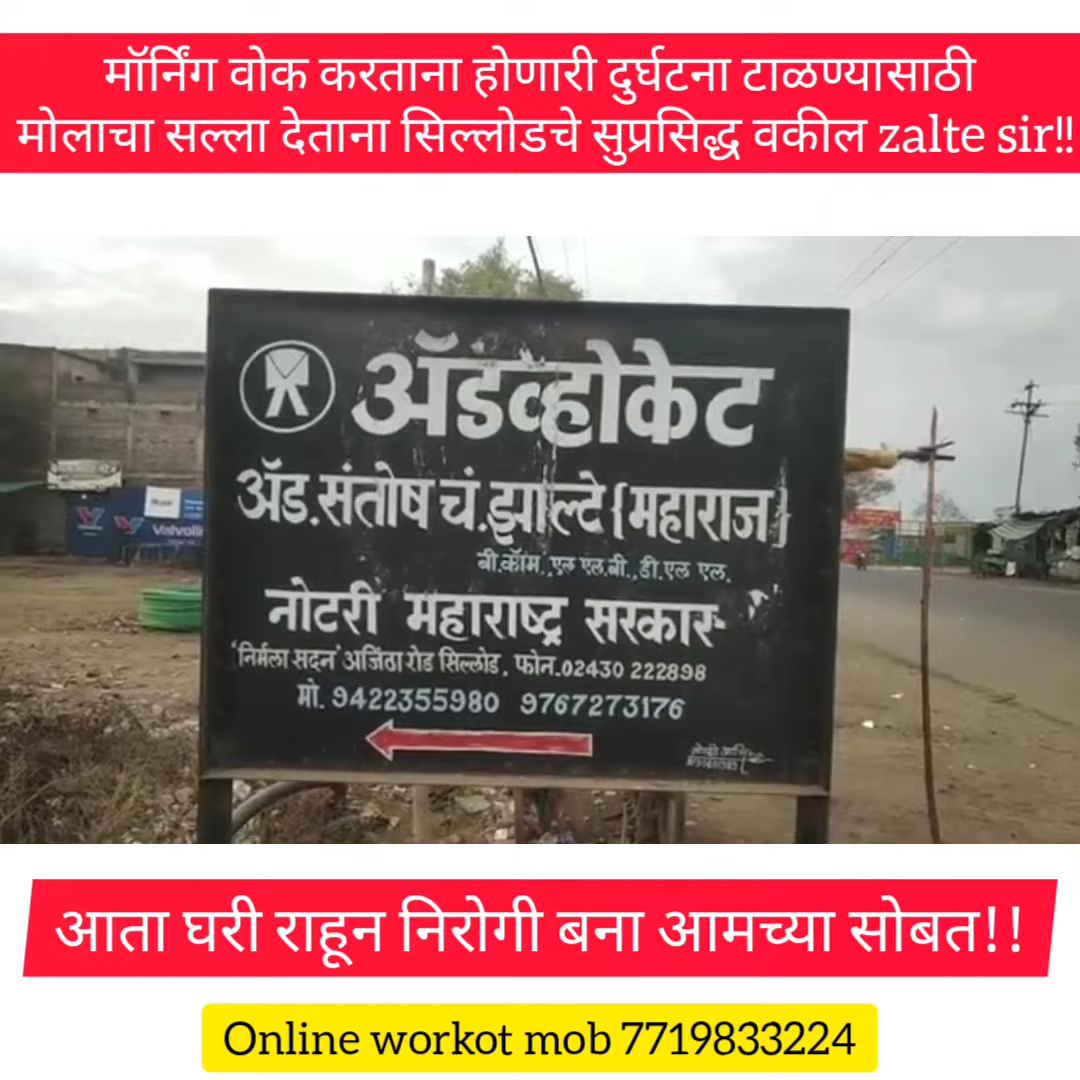 मॉर्निंग वोक करताना होणारी दुर्घटना टाळण्यासाठी
मोलाचा सल्ला देताना सिल्लोडचे सुप्रसिद्ध वकील zalte sir!!
ॲडव्होकेट
ॲड.संतोष चं.झाल्टे {महाराज}
बी.कॉम.,एल एल.बी.,डी.एल एल.
नोटरी महाराष्ट्र सरकार
'निर्मला सदन' अजिंठा रोड सिल्लोड, फोन.02430 222898
मो. 9422355980 9767273176
Valvoli
आता घरी राहून निरोगी बना आमच्या सोबत!!
Online workot mob 7719833224